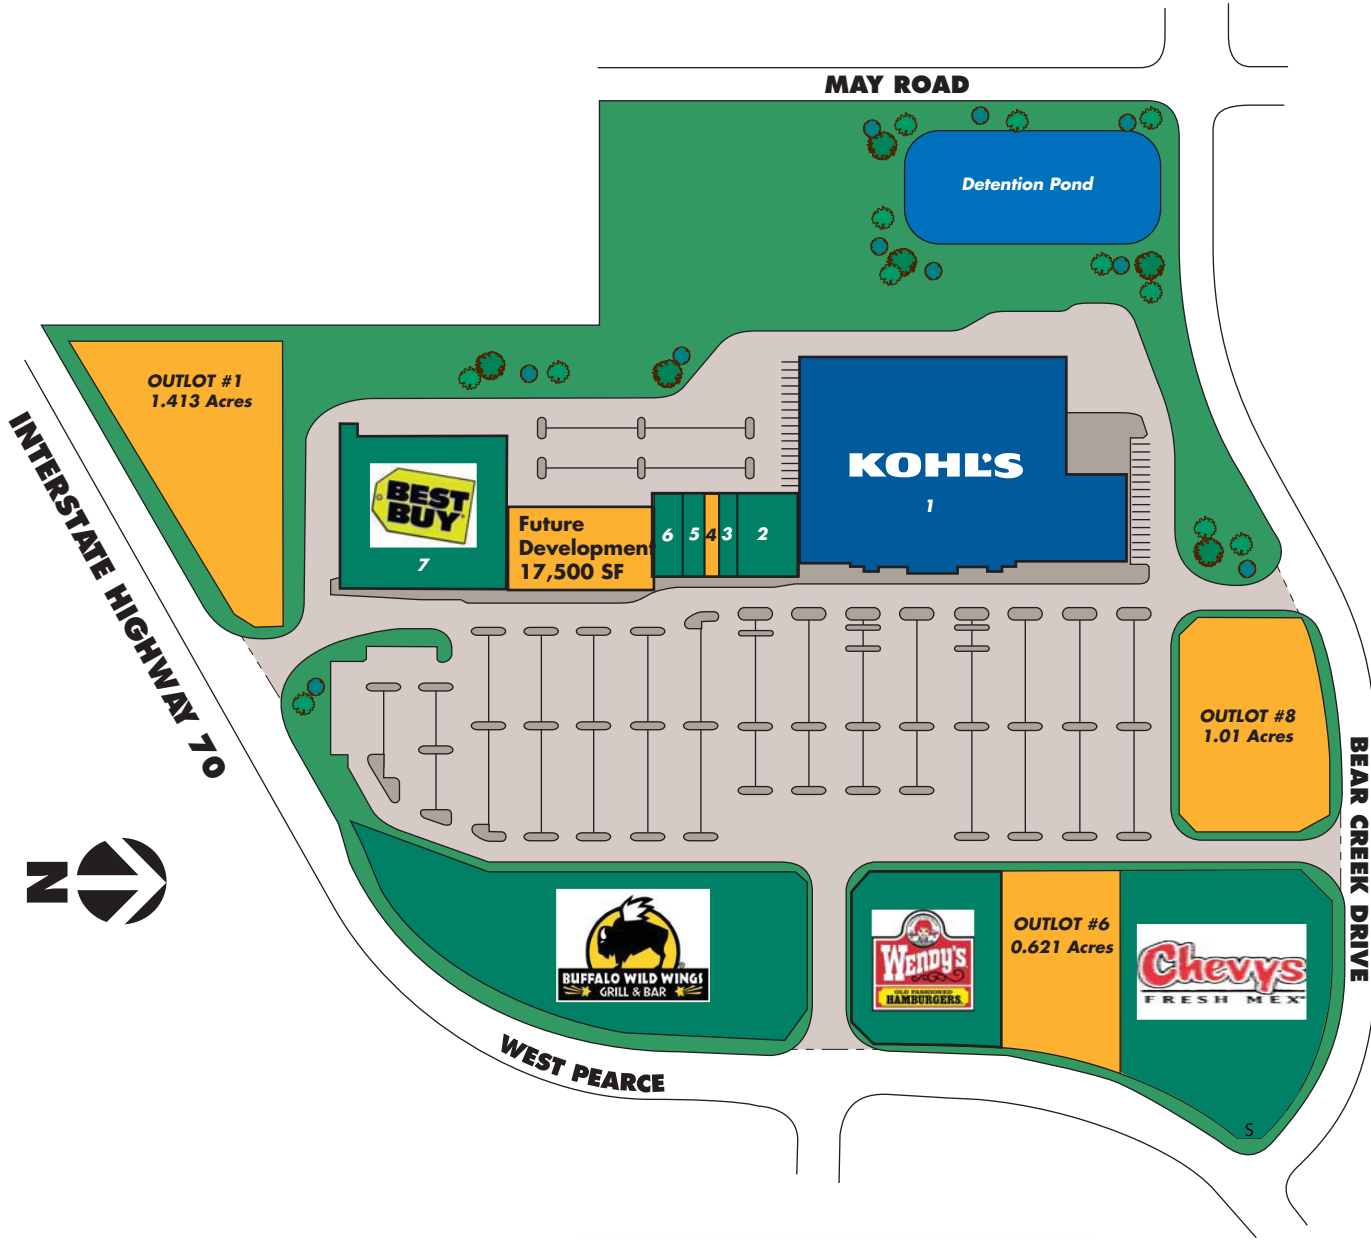 MAY ROAD
Detention Pond
OUTLOT #1
1.413 Acres
INTERSTATE HIGHWAY 70
BEST
BUY
7
Future
Development
17,500 SF
6
5
4
3
2
KOHL'S
1
OUTLOT #8
1.01 Acres
BEAR CREEK DRIVE
N
BUFFALO WILD WINGS
GRILL & BAR
WENDY'S
OLD FASHIONED
HAMBURGERS.
OUTLOT #6
0.621 Acres
Chevys
FRESH MEX
WEST PEARCE
S